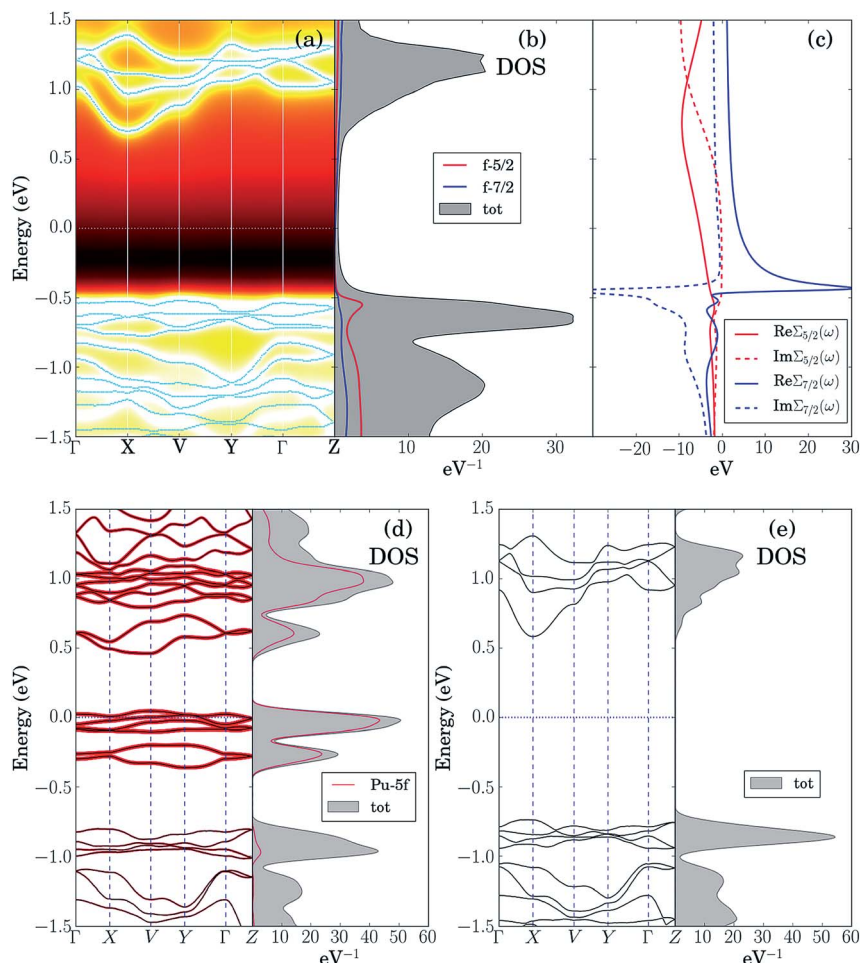 (a)
(b)
(c)
DOS
Energy (eV)
1.5
1.0
0.5
0.0
−0.5
−1.0
−1.5
Γ X V Y Γ Z
10 20 30
eV⁻¹
f-5/2
f-7/2
tot
−20 −10 0 10 20 30
eV
ReΣ5/2(ω)
ImΣ5/2(ω)
ReΣ7/2(ω)
ImΣ7/2(ω)
(d)
DOS
Energy (eV)
1.5
1.0
0.5
0.0
−0.5
−1.0
−1.5
Γ X V Y Γ Z
10 20 30 40 50 60
eV⁻¹
Pu-5f
tot
(e)
DOS
Energy (eV)
1.5
1.0
0.5
0.0
−0.5
−1.0
−1.5
Γ X V Y Γ Z
10 20 30 40 50 60
eV⁻¹
tot